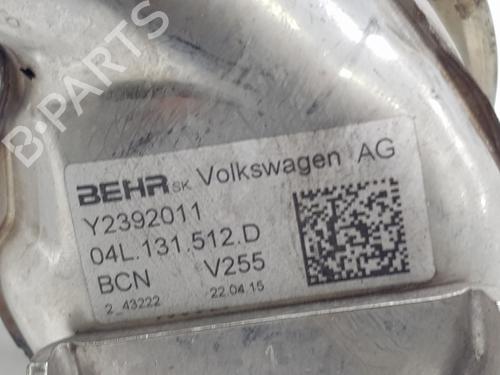 B-PARTS
BEHR SK Volkswagen AG
Y2392011
04L.131.512.D
BCN V255
2_43222 22.04.15